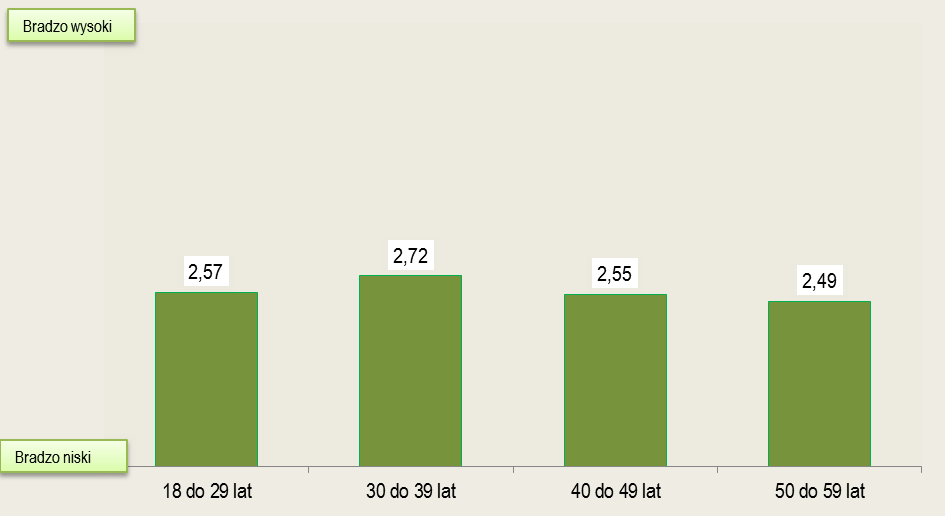 Bradzo wysoki
2,57
2,72
2,55
2,49
Bradzo niski
18 do 29 lat
30 do 39 lat
40 do 49 lat
50 do 59 lat